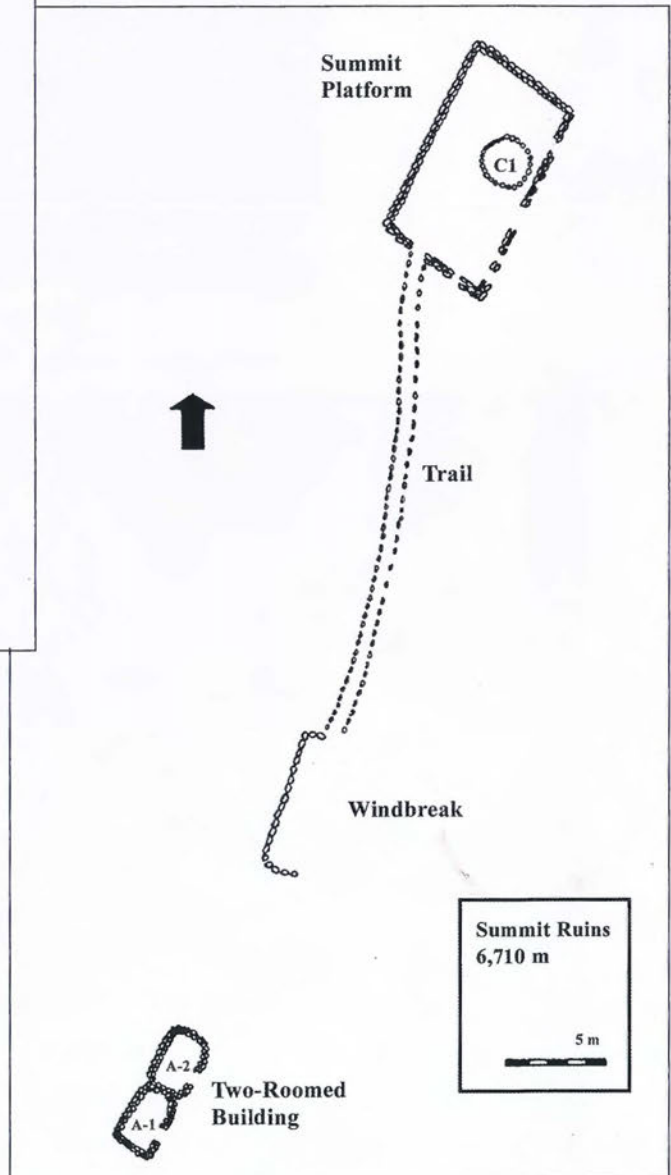 Summit
Platform
C1
Trail
Windbreak
Summit Ruins
6,710 m
5 m
A-2
Two-Roomed
Building
A-1